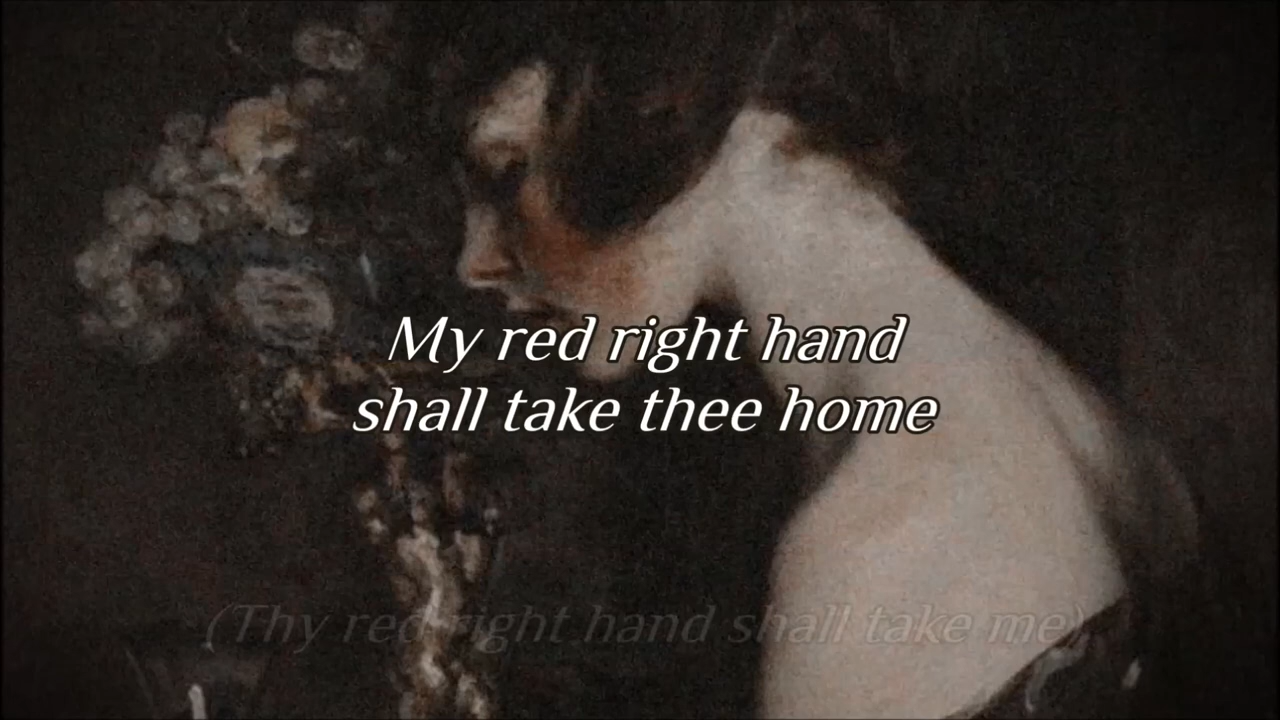 My red right hand
shall take thee home
(Thy red right hand shall take me)